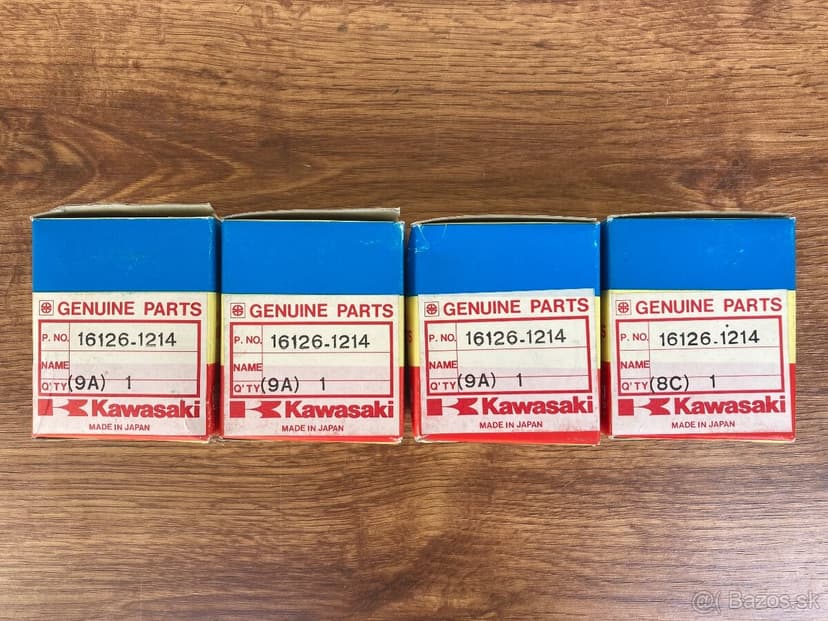 GENUINE PARTS
P. NO. 16126-1214
NAME
Q'TY (9A) 1
Kawasaki
MADE IN JAPAN
GENUINE PARTS
P. NO. 16126-1214
NAME
Q'TY (9A) 1
Kawasaki
MADE IN JAPAN
GENUINE PARTS
P. NO. 16126-1214
NAME
Q'TY (9A) 1
Kawasaki
MADE IN JAPAN
GENUINE PARTS
P. NO. 16126-1214
NAME
Q'TY (8C) 1
Kawasaki
MADE IN JAPAN
Bazos.sk